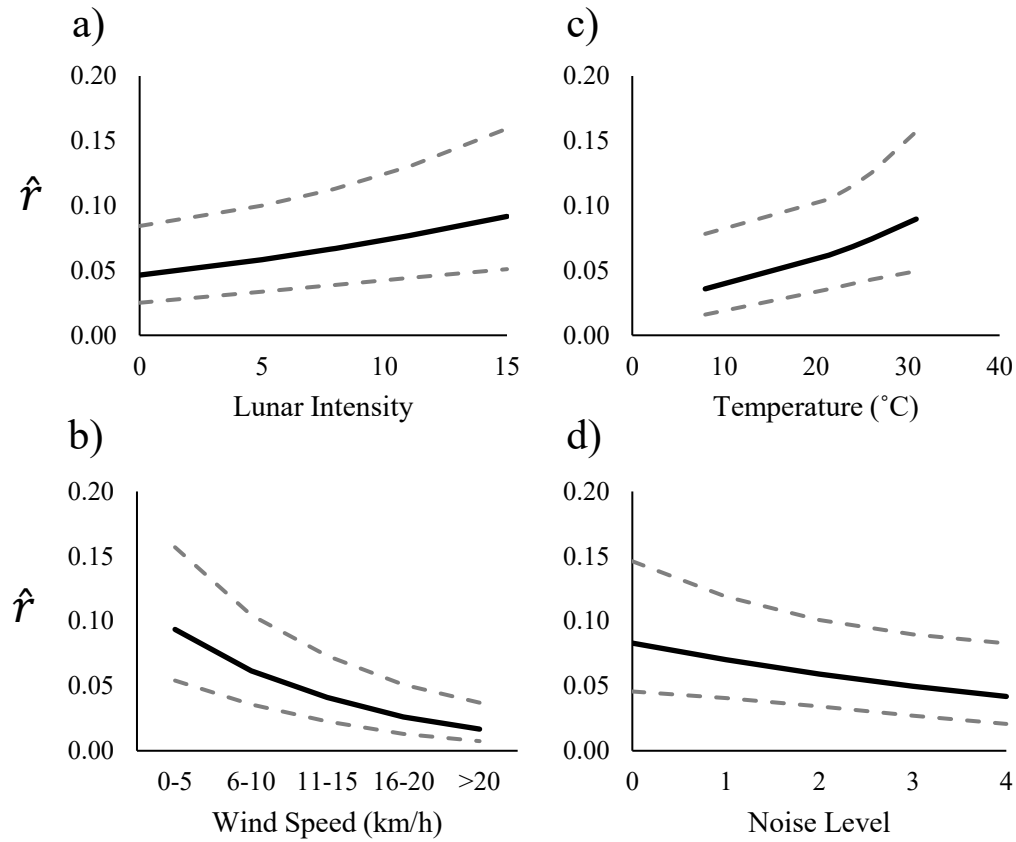 a)
0.20
0.15
0.10
0.05
0.00
r̂
0 5 10 15
Lunar Intensity
c)
0.20
0.15
0.10
0.05
0.00
0 10 20 30 40
Temperature (˚C)
b)
0.20
0.15
0.10
0.05
0.00
r̂
0-5 6-10 11-15 16-20 >20
Wind Speed (km/h)
d)
0.20
0.15
0.10
0.05
0.00
0 1 2 3 4
Noise Level